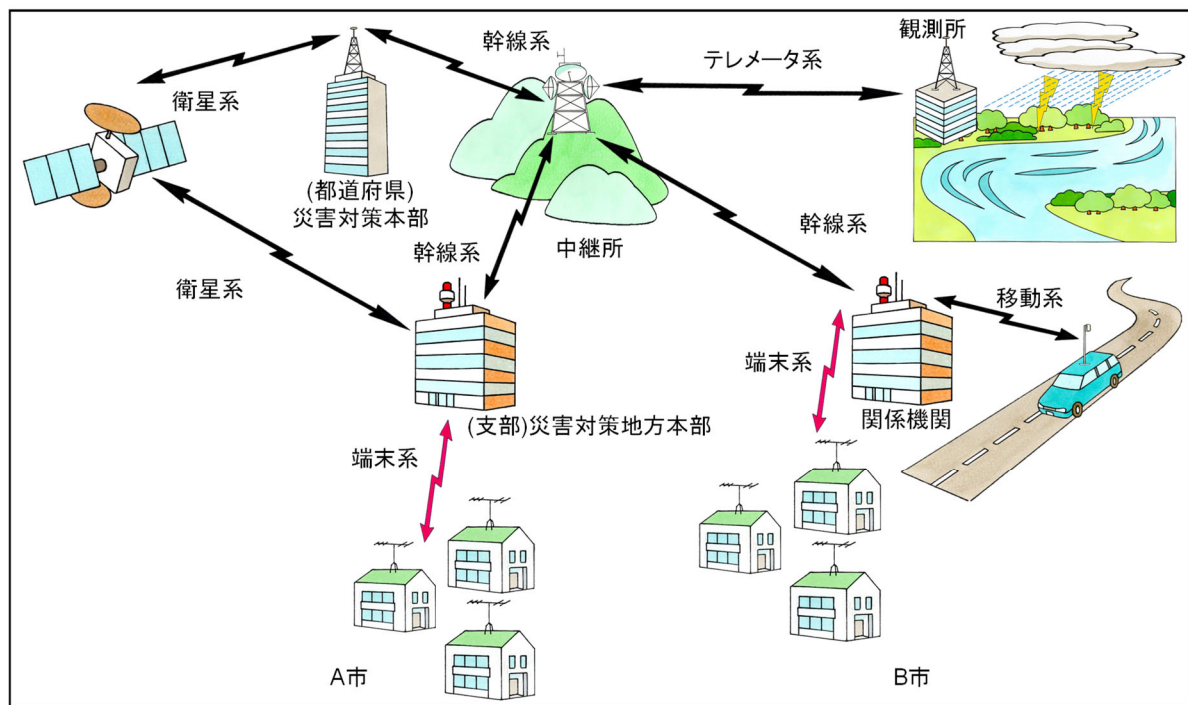 観測所
幹線系
テレメータ系
衛星系
(都道府県)
災害対策本部
中継所
幹線系
幹線系
衛星系
移動系
端末系
関係機関
(支部)災害対策地方本部
端末系
A市
B市